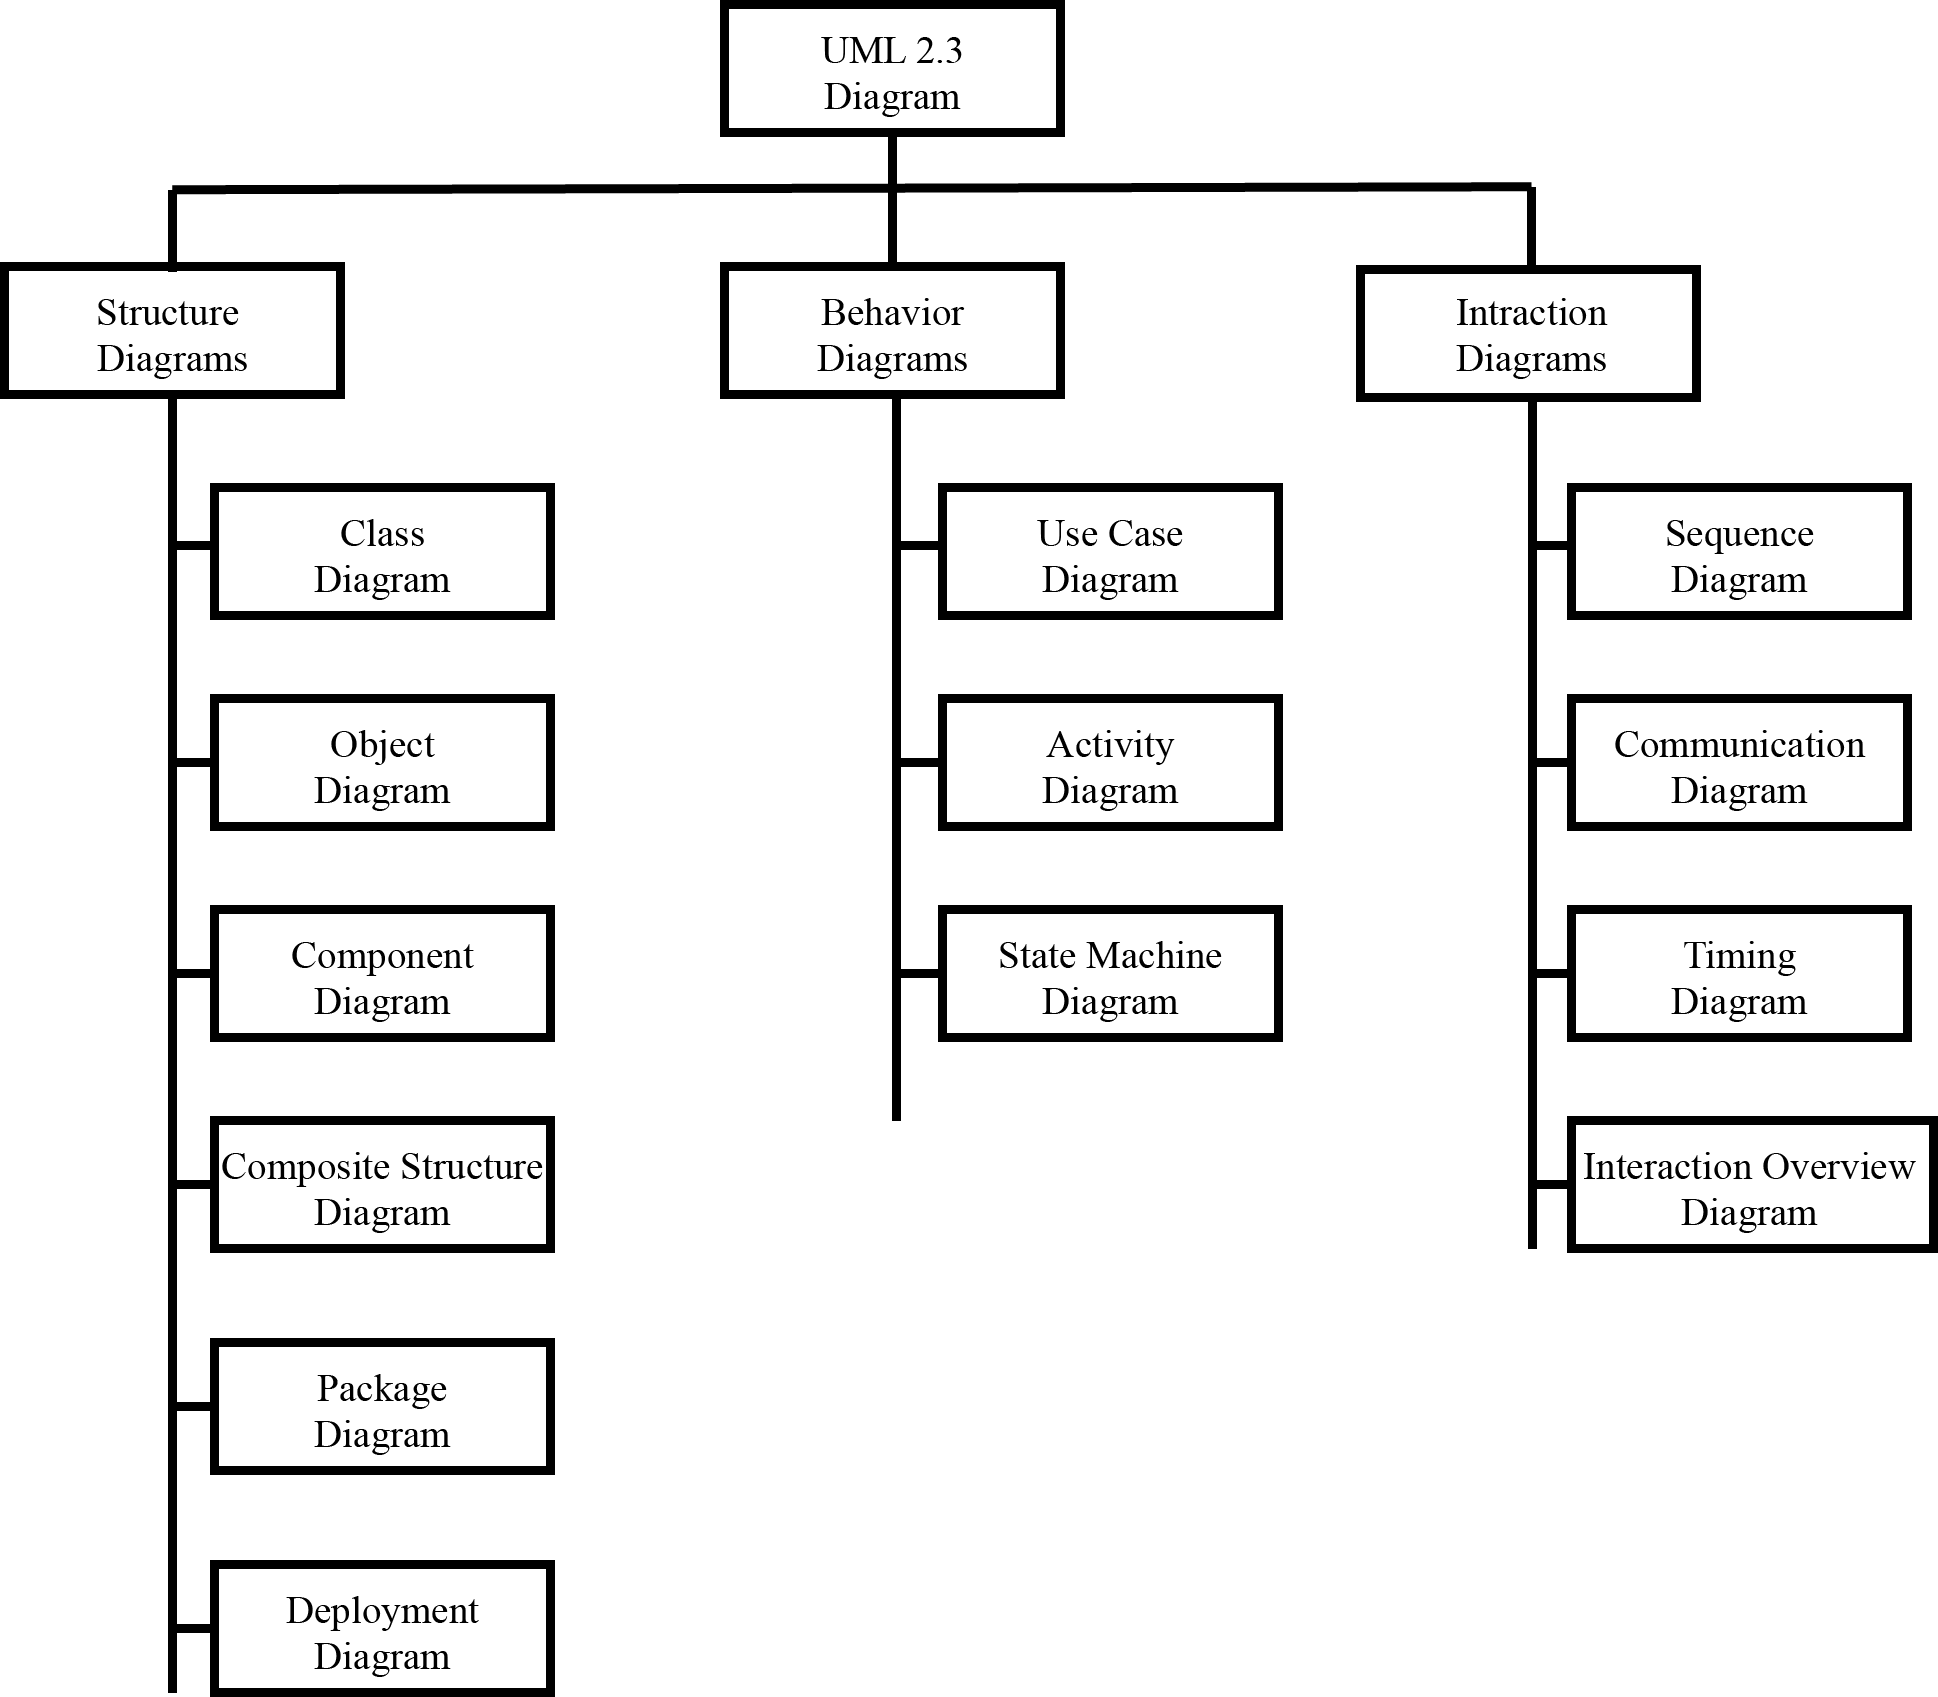 UML 2.3
Diagram
Structure
Diagrams
Behavior
Diagrams
Intraction
Diagrams
Class
Diagram
Use Case
Diagram
Sequence
Diagram
Object
Diagram
Activity
Diagram
Communication
Diagram
Component
Diagram
State Machine
Diagram
Timing
Diagram
Composite Structure
Diagram
Interaction Overview
Diagram
Package
Diagram
Deployment
Diagram